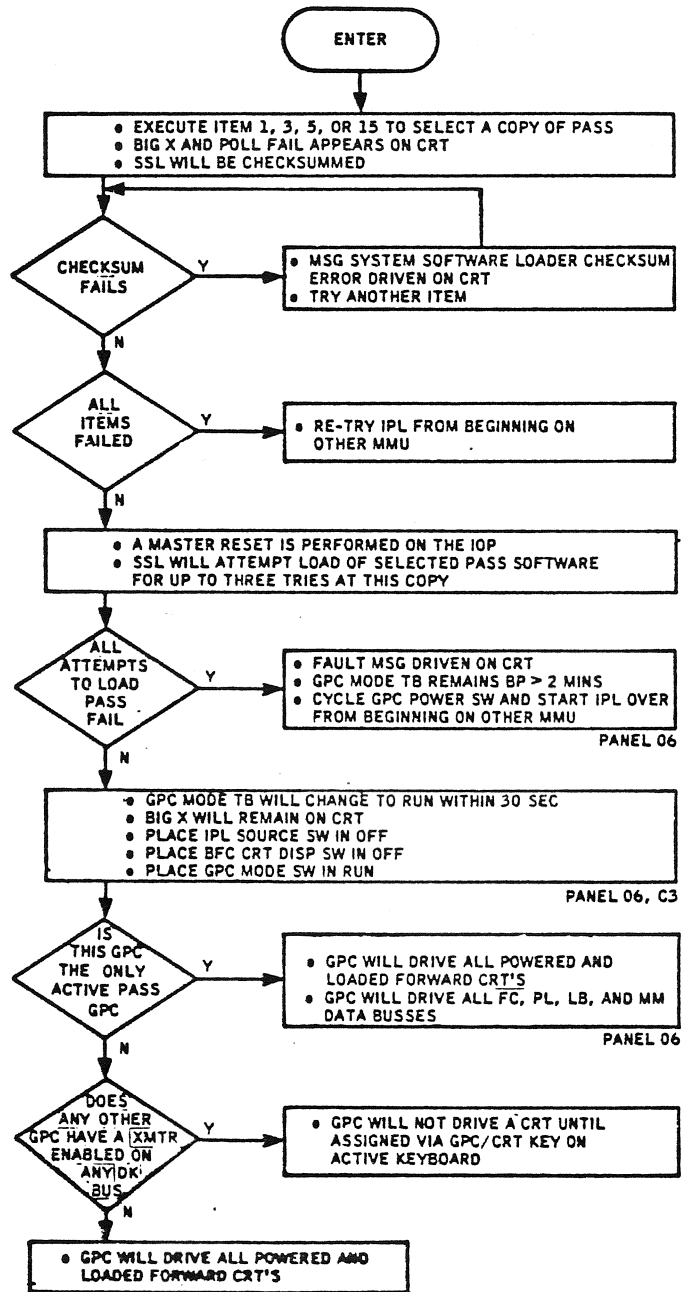 ENTER
• EXECUTE ITEM 1, 3, 5, OR 15 TO SELECT A COPY OF PASS
• BIG X AND POLL FAIL APPEARS ON CRT
• SSL WILL BE CHECKSUMMED
CHECKSUM
FAILS
Y
• MSG SYSTEM SOFTWARE LOADER CHECKSUM
ERROR DRIVEN ON CRT
• TRY ANOTHER ITEM
N
ALL
ITEMS
FAILED
Y
• RE-TRY IPL FROM BEGINNING ON
OTHER MMU
N
• A MASTER RESET IS PERFORMED ON THE IOP
• SSL WILL ATTEMPT LOAD OF SELECTED PASS SOFTWARE
FOR UP TO THREE TRIES AT THIS COPY
ALL
ATTEMPTS
TO LOAD
PASS
FAIL
Y
• FAULT MSG DRIVEN ON CRT
• GPC MODE TB REMAINS BP > 2 MINS
• CYCLE GPC POWER SW AND START IPL OVER
FROM BEGINNING ON OTHER MMU
PANEL 06
N
• GPC MODE TB WILL CHANGE TO RUN WITHIN 30 SEC
• BIG X WILL REMAIN ON CRT
• PLACE IPL SOURCE SW IN OFF
• PLACE BFC CRT DISP SW IN OFF
• PLACE GPC MODE SW IN RUN
PANEL 06, C3
IS
THIS GPC
THE ONLY
ACTIVE PASS
GPC
Y
• GPC WILL DRIVE ALL POWERED AND
LOADED FORWARD CRT'S
• GPC WILL DRIVE ALL FC, PL, LB, AND MM
DATA BUSSES
PANEL 06
N
DOES
ANY OTHER
GPC HAVE A XMTR
ENABLED ON
ANY DK
BUS
Y
• GPC WILL NOT DRIVE A CRT UNTIL
ASSIGNED VIA GPC/CRT KEY ON
ACTIVE KEYBOARD
N
• GPC WILL DRIVE ALL POWERED AND
LOADED FORWARD CRT'S